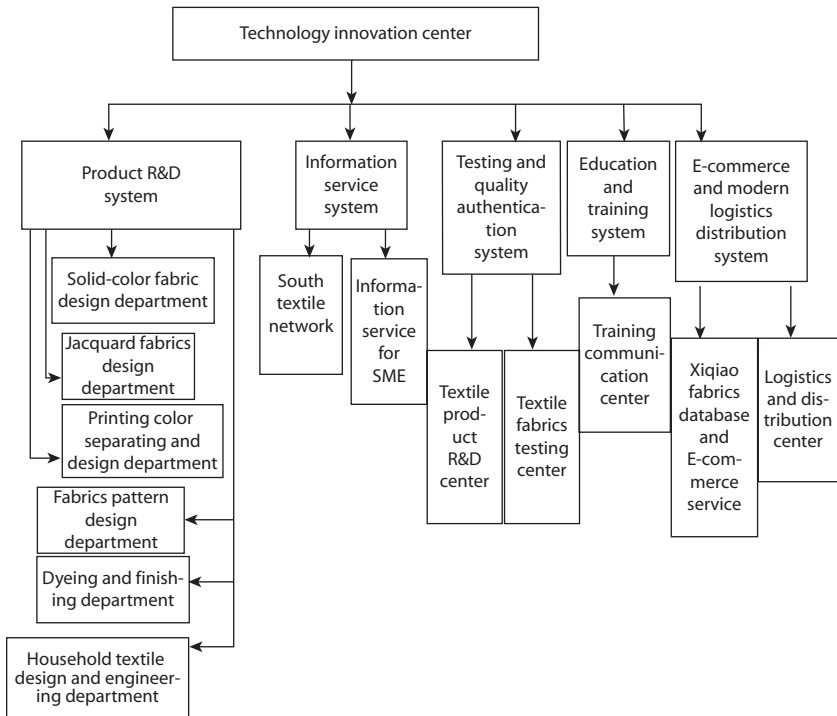 Technology innovation center
Product R&D
system
Information
service
system
Testing and
quality
authentica-
tion
system
Education
and
training
system
E-commerce
and modern
logistics
distribution
system
Solid-color fabric
design department
Jacquard fabrics
design
department
Printing color
separating and
design department
Fabrics pattern
design
department
Dyeing and finish-
ing department
Household textile
design and engineer-
ing department
South
textile
network
Informa-
tion
service
for
SME
Textile
product
R&D
center
Textile
fabrics
testing
center
Training
communi-
cation
center
Xiqiao
fabrics
database
and
E-com-
merce
service
Logistics
and dis-
tribution
center